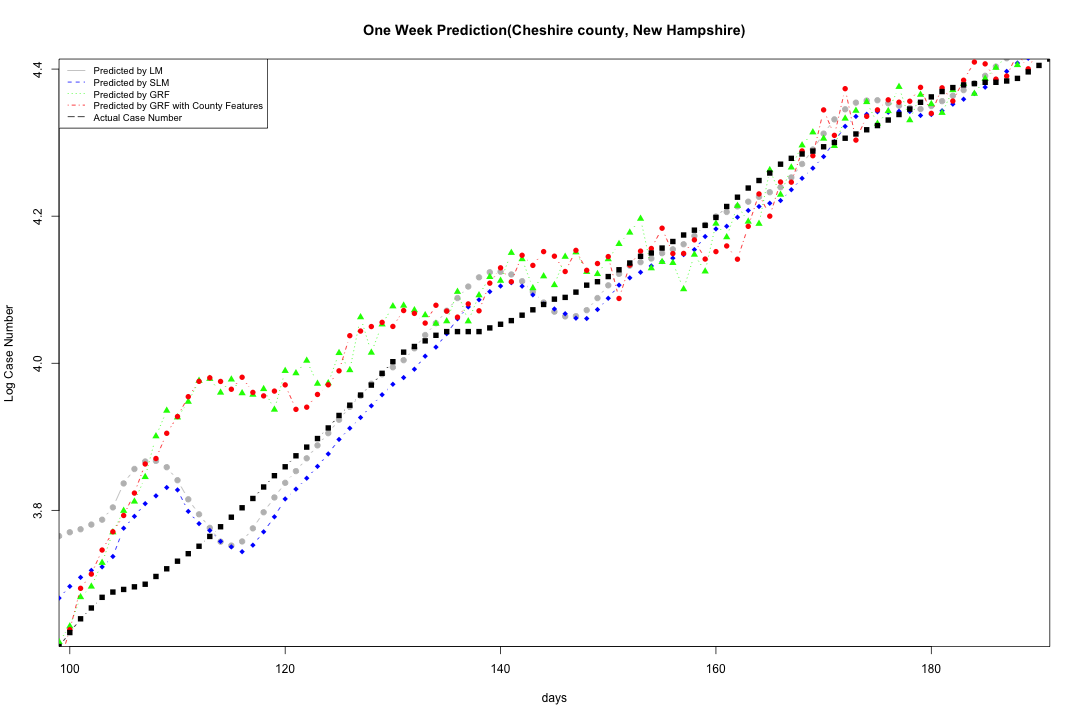 One Week Prediction(Cheshire county, New Hampshire)
Predicted by LM
Predicted by SLM
Predicted by GRF
Predicted by GRF with County Features
Actual Case Number
4.4
4.2
4.0
3.8
Log Case Number
100 120 140 160 180
days